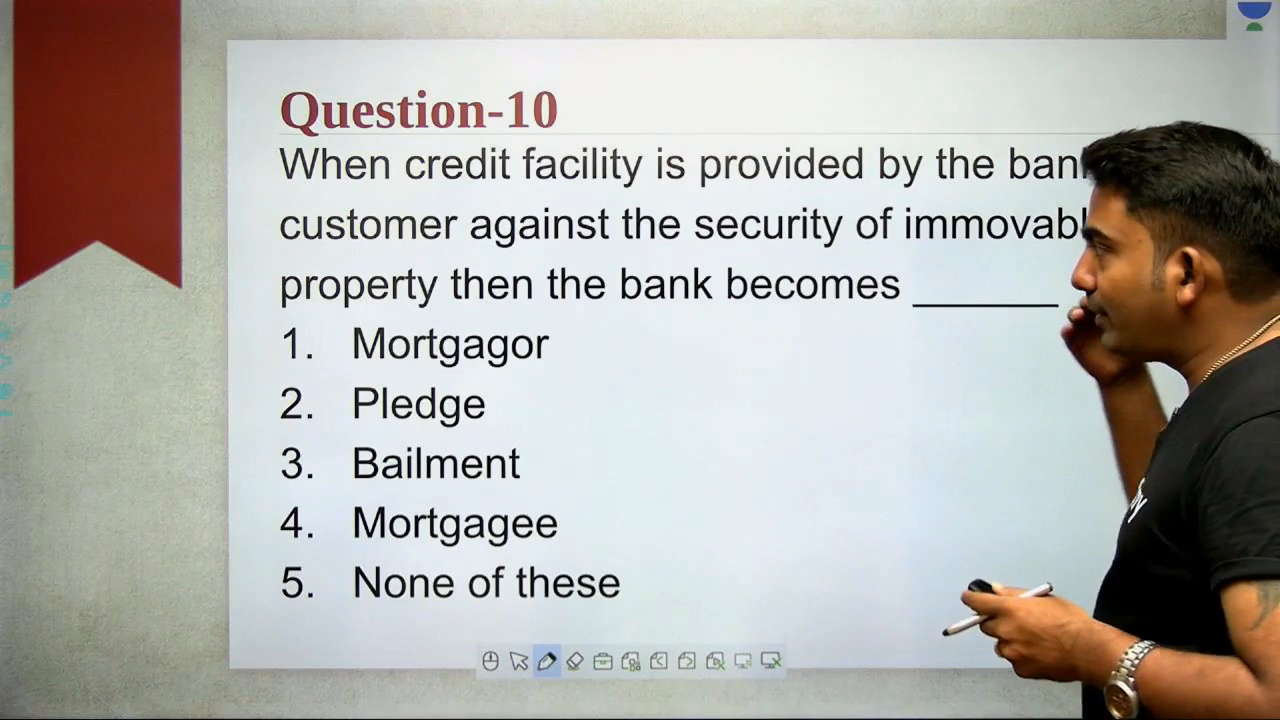 Question-10
When credit facility is provided by the
customer against the security of
property then the bank becomes ______
1. Mortgagor
2. Pledge
3. Bailment
4. Mortgagee
5. None of these